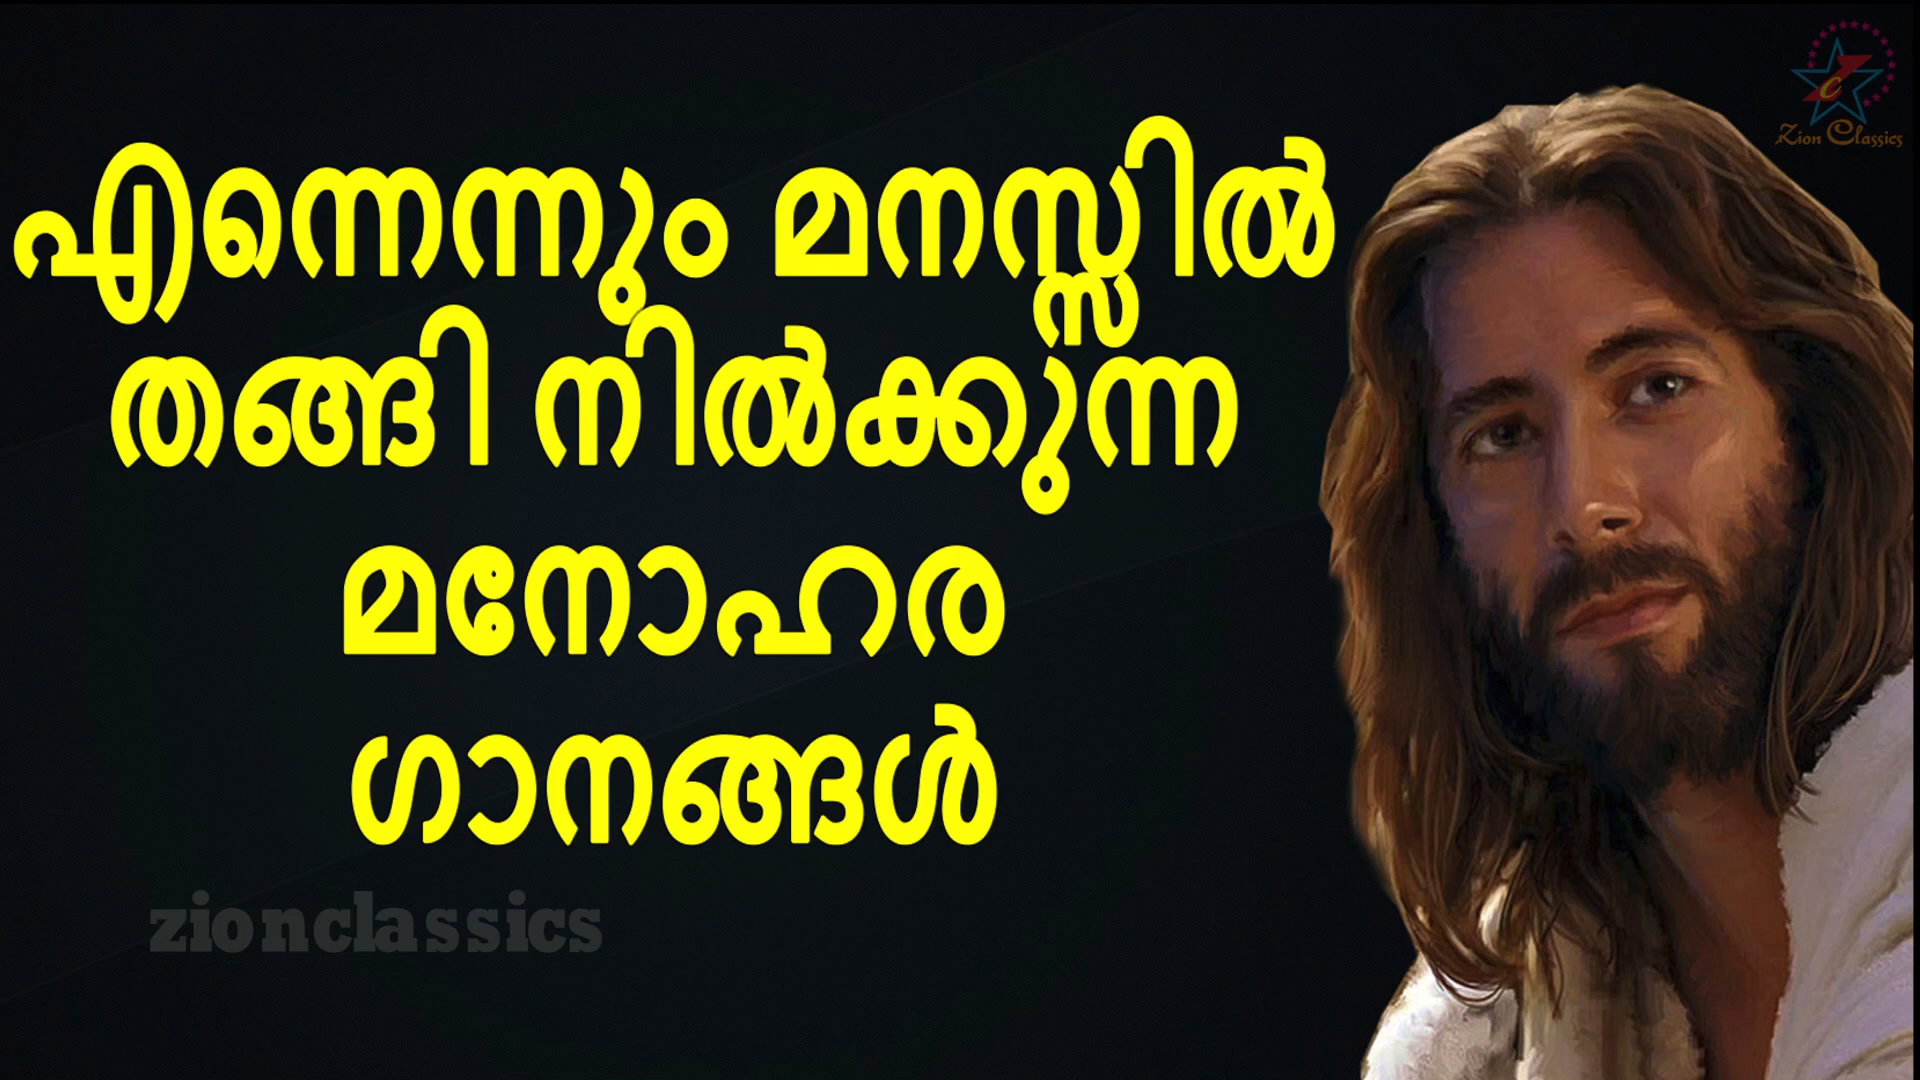 Zion Classics
എന്നെന്നും മനസ്സിൽ
തങ്ങി നിൽക്കുന്ന
മനോഹര
ഗാനങ്ങൾ
zionclassics